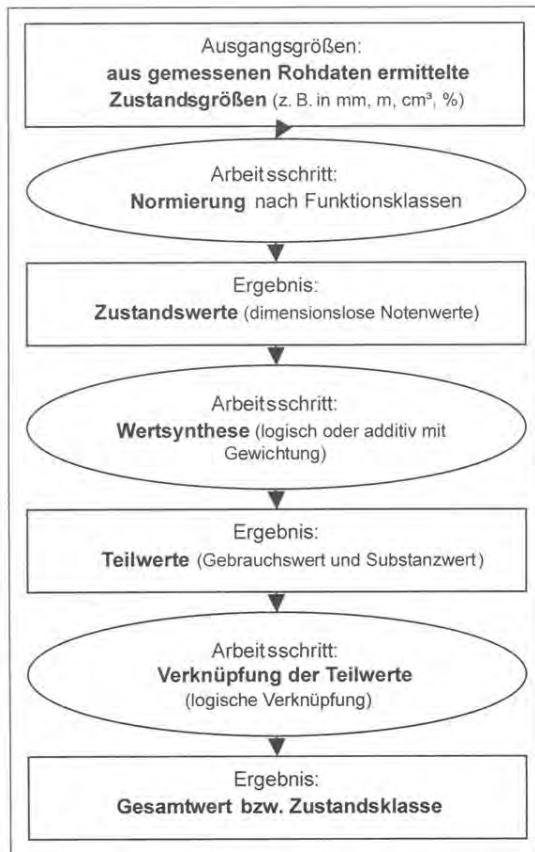 Ausgangsgrößen:
aus gemessenen Rohdaten ermittelte
Zustandsgrößen (z. B. in mm, m, cm³, %)
Arbeitsschritt:
Normierung nach Funktionsklassen
Ergebnis:
Zustandswerte (dimensionslose Notenwerte)
Arbeitsschritt:
Wertsynthese (logisch oder additiv mit
Gewichtung)
Ergebnis:
Teilwerte (Gebrauchswert und Substanzwert)
Arbeitsschritt:
Verknüpfung der Teilwerte
(logische Verknüpfung)
Ergebnis:
Gesamtwert bzw. Zustandsklasse